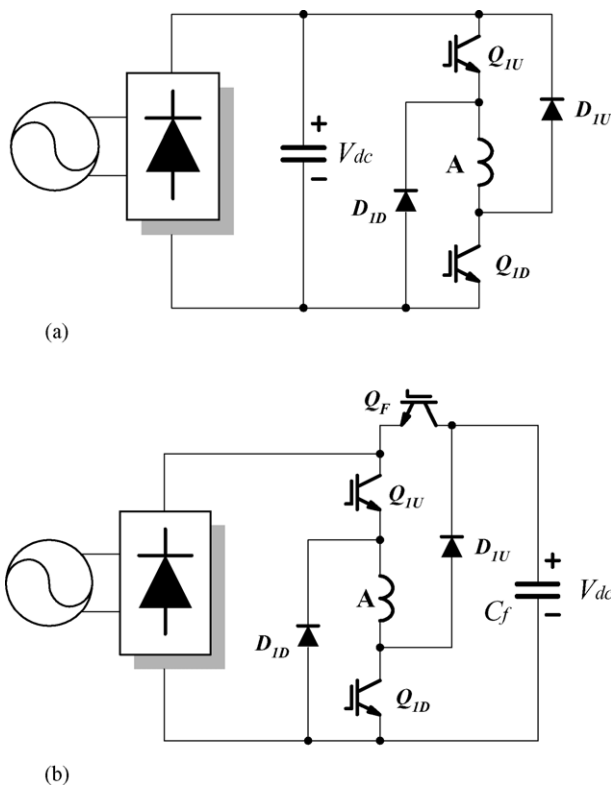 Q1U
D1U
+
Vdc
−
A
D1D
Q1D
(a)
QF
Q1U
D1U
+
A
Cf
Vdc
−
D1D
Q1D
(b)